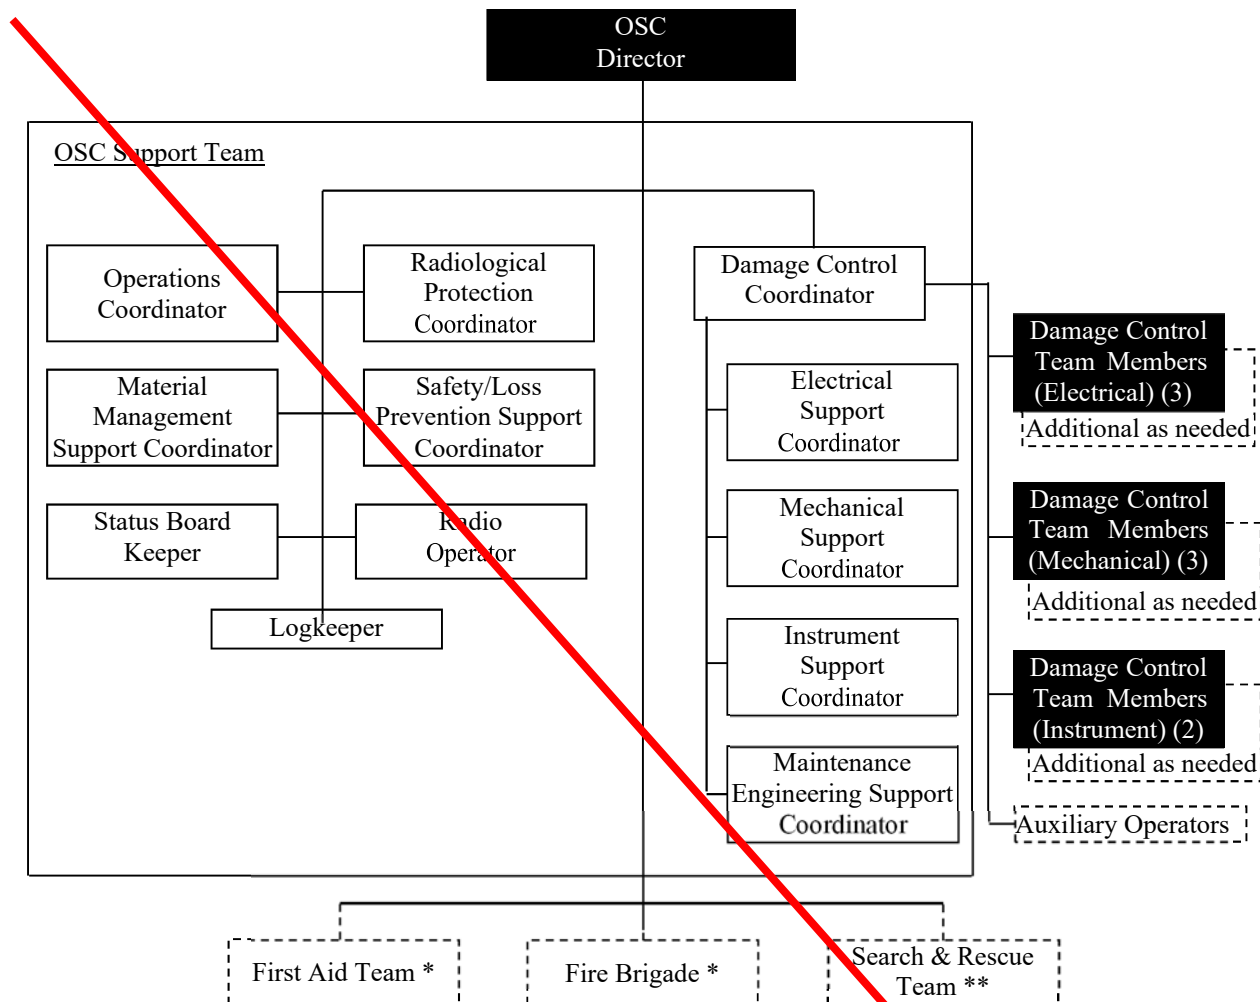 OSC
Director
OSC Support Team
Operations
Coordinator
Radiological
Protection
Coordinator
Damage Control
Coordinator
Material
Management
Support Coordinator
Safety/Loss
Prevention Support
Coordinator
Status Board
Keeper
Radio
Operator
Logkeeper
Electrical
Support
Coordinator
Mechanical
Support
Coordinator
Instrument
Support
Coordinator
Maintenance
Engineering Support
Coordinator
Damage Control
Team Members
(Electrical) (3)
Additional as needed
Damage Control
Team Members
(Mechanical) (3)
Additional as needed
Damage Control
Team Members
(Instrument) (2)
Additional as needed
Auxiliary Operators
First Aid Team *
Fire Brigade *
Search & Rescue
Team **